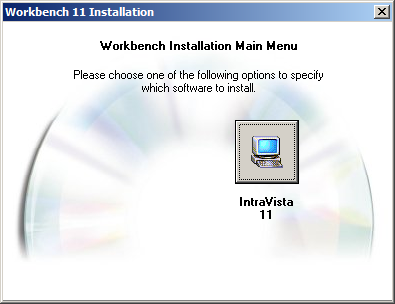 Workbench 11 Installation
Workbench Installation Main Menu
Please choose one of the following options to specify
which software to install.
IntraVista
11